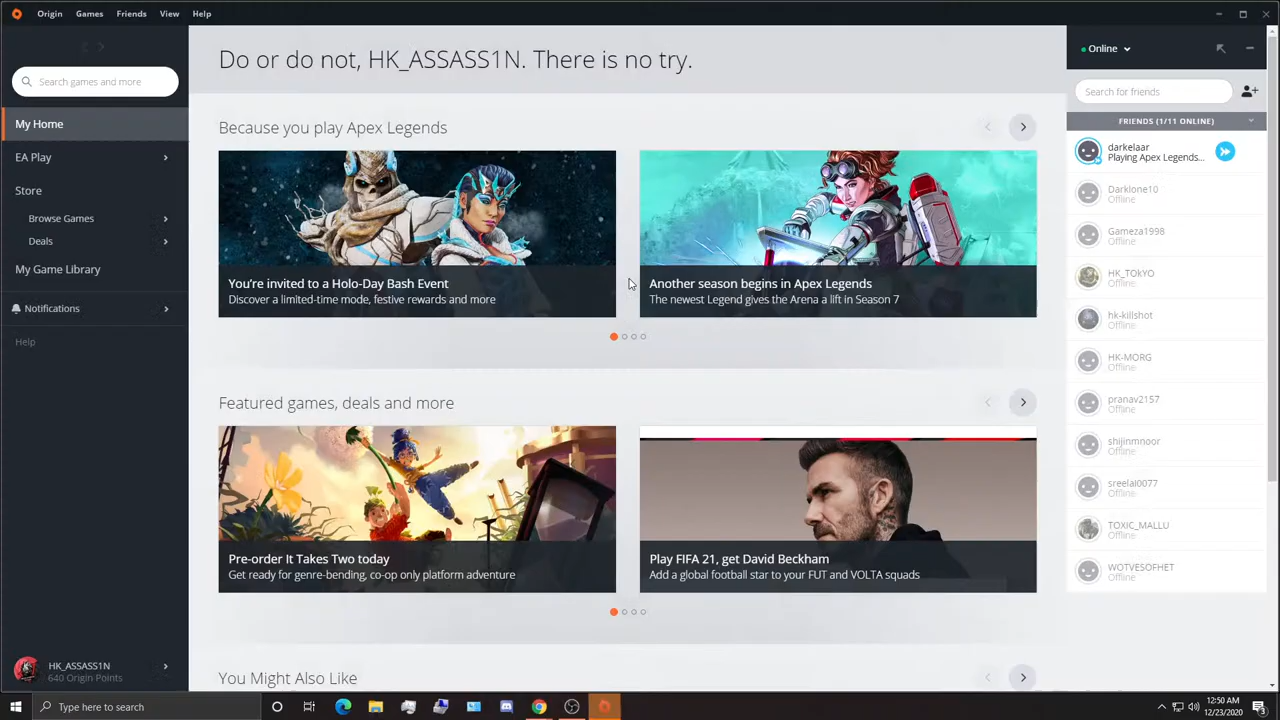 Origin Games Friends View Help
Search games and more
My Home
EA Play
Store
Browse Games
Deals
My Game Library
Notifications
Help
HK_ASSASS1N
640 Origin Points
Do or do not, HK_ASSASS1N. There is no try.
Because you play Apex Legends
You're invited to a Holo-Day Bash Event
Discover a limited-time mode, festive rewards and more
Another season begins in Apex Legends
The newest Legend gives the Arena a lift in Season 7
Featured games, deals and more
Pre-order It Takes Two today
Get ready for genre-bending, co-op only platform adventure
Play FIFA 21, get David Beckham
Add a global football star to your FUT and VOLTA squads
You Might Also Like
Online
Search for friends
FRIENDS (1/11 ONLINE)
darkelaar
Playing Apex Legends...
Darklone10
Offline
Gameza1998
Offline
HK_TOKYO
Offline
hk-killshot
Offline
HK-MORG
Offline
pranav2157
Offline
shijinmnoor
Offline
sreelal0077
Offline
TOXIC_MALLU
Offline
WOTVESOFHET
Offline
Type here to search
12:50 AM
12/23/2020
3